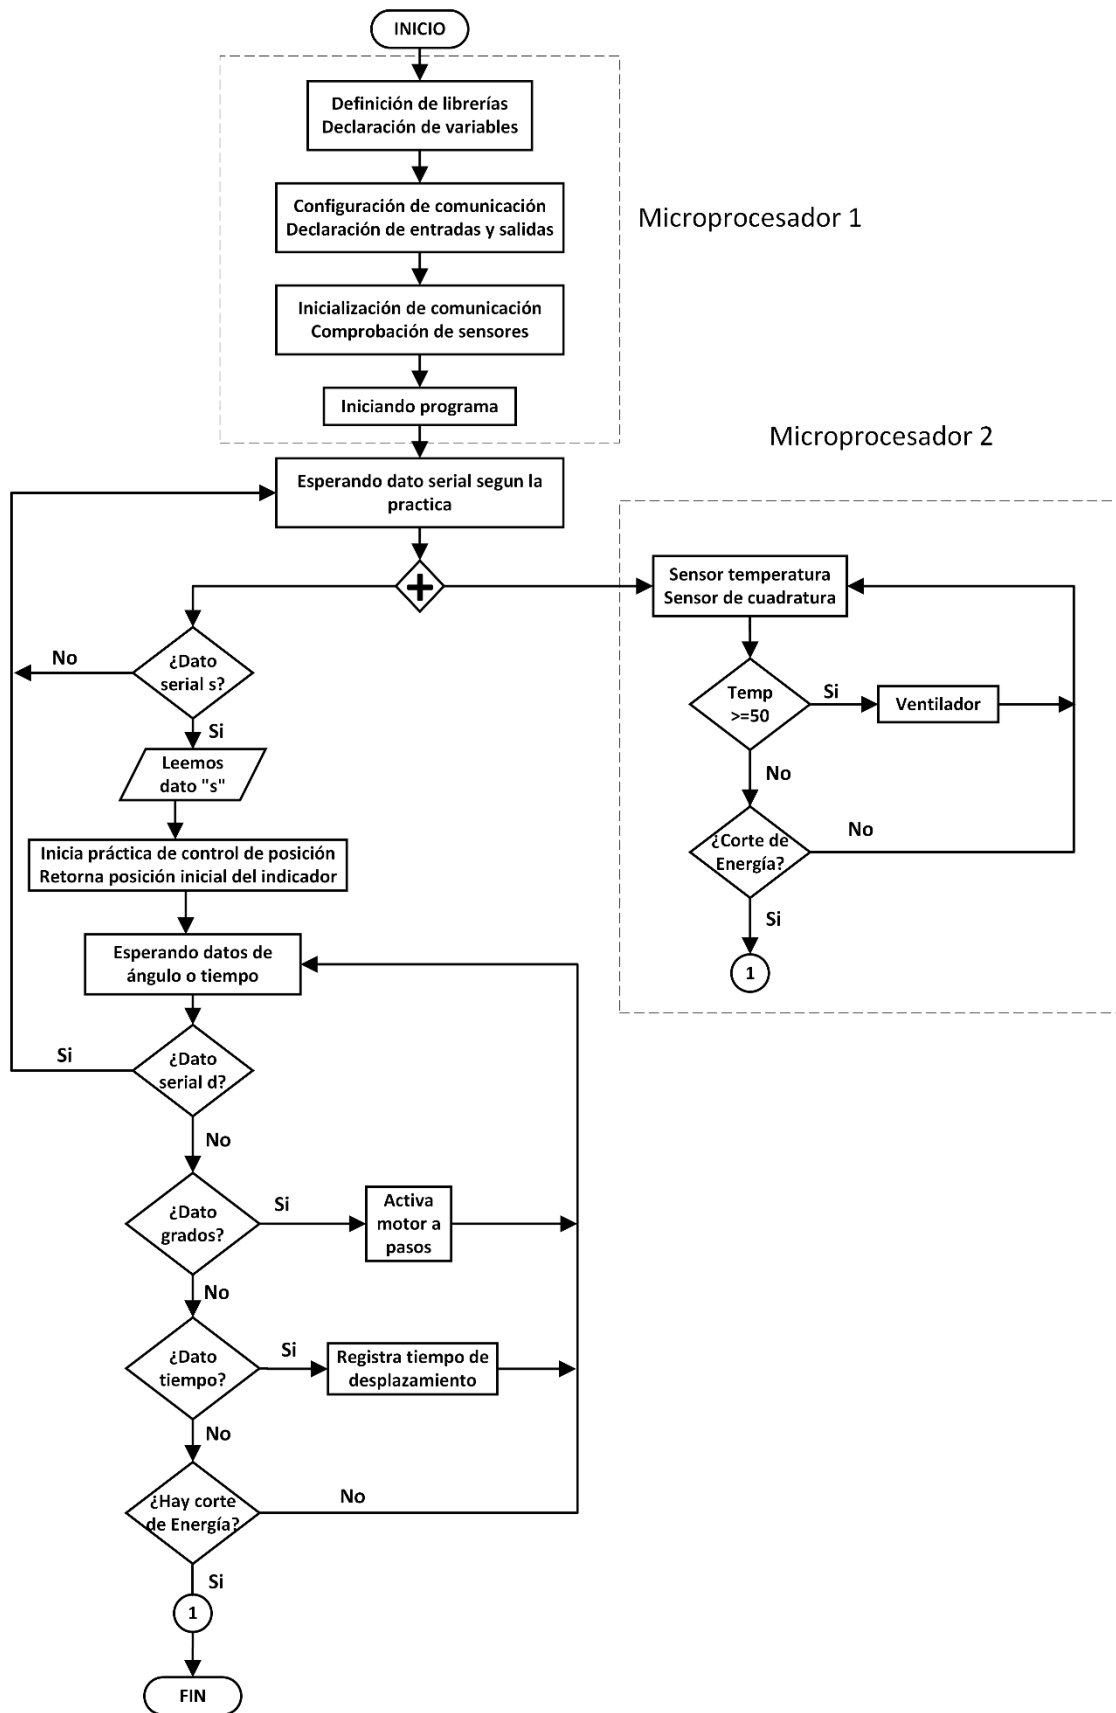 INICIO
Definición de librerías
Declaración de variables
Configuración de comunicación
Declaración de entradas y salidas
Microprocesador 1
Inicialización de comunicación
Comprobación de sensores
Iniciando programa
Microprocesador 2
Esperando dato serial segun la
practica
Sensor temperatura
Sensor de cuadratura
No
¿Dato
serial s?
Si
Temp
>=50
Si
Ventilador
No
Leemos
dato "s"
¿Corte de
Energía?
No
Si
1
Inicia práctica de control de posición
Retorna posición inicial del indicador
Esperando datos de
ángulo o tiempo
Si
¿Dato
serial d?
No
¿Dato
grados?
Si
Activa
motor a
pasos
No
¿Dato
tiempo?
Si
Registra tiempo de
desplazamiento
No
¿Hay corte
de Energía?
No
Si
1
FIN